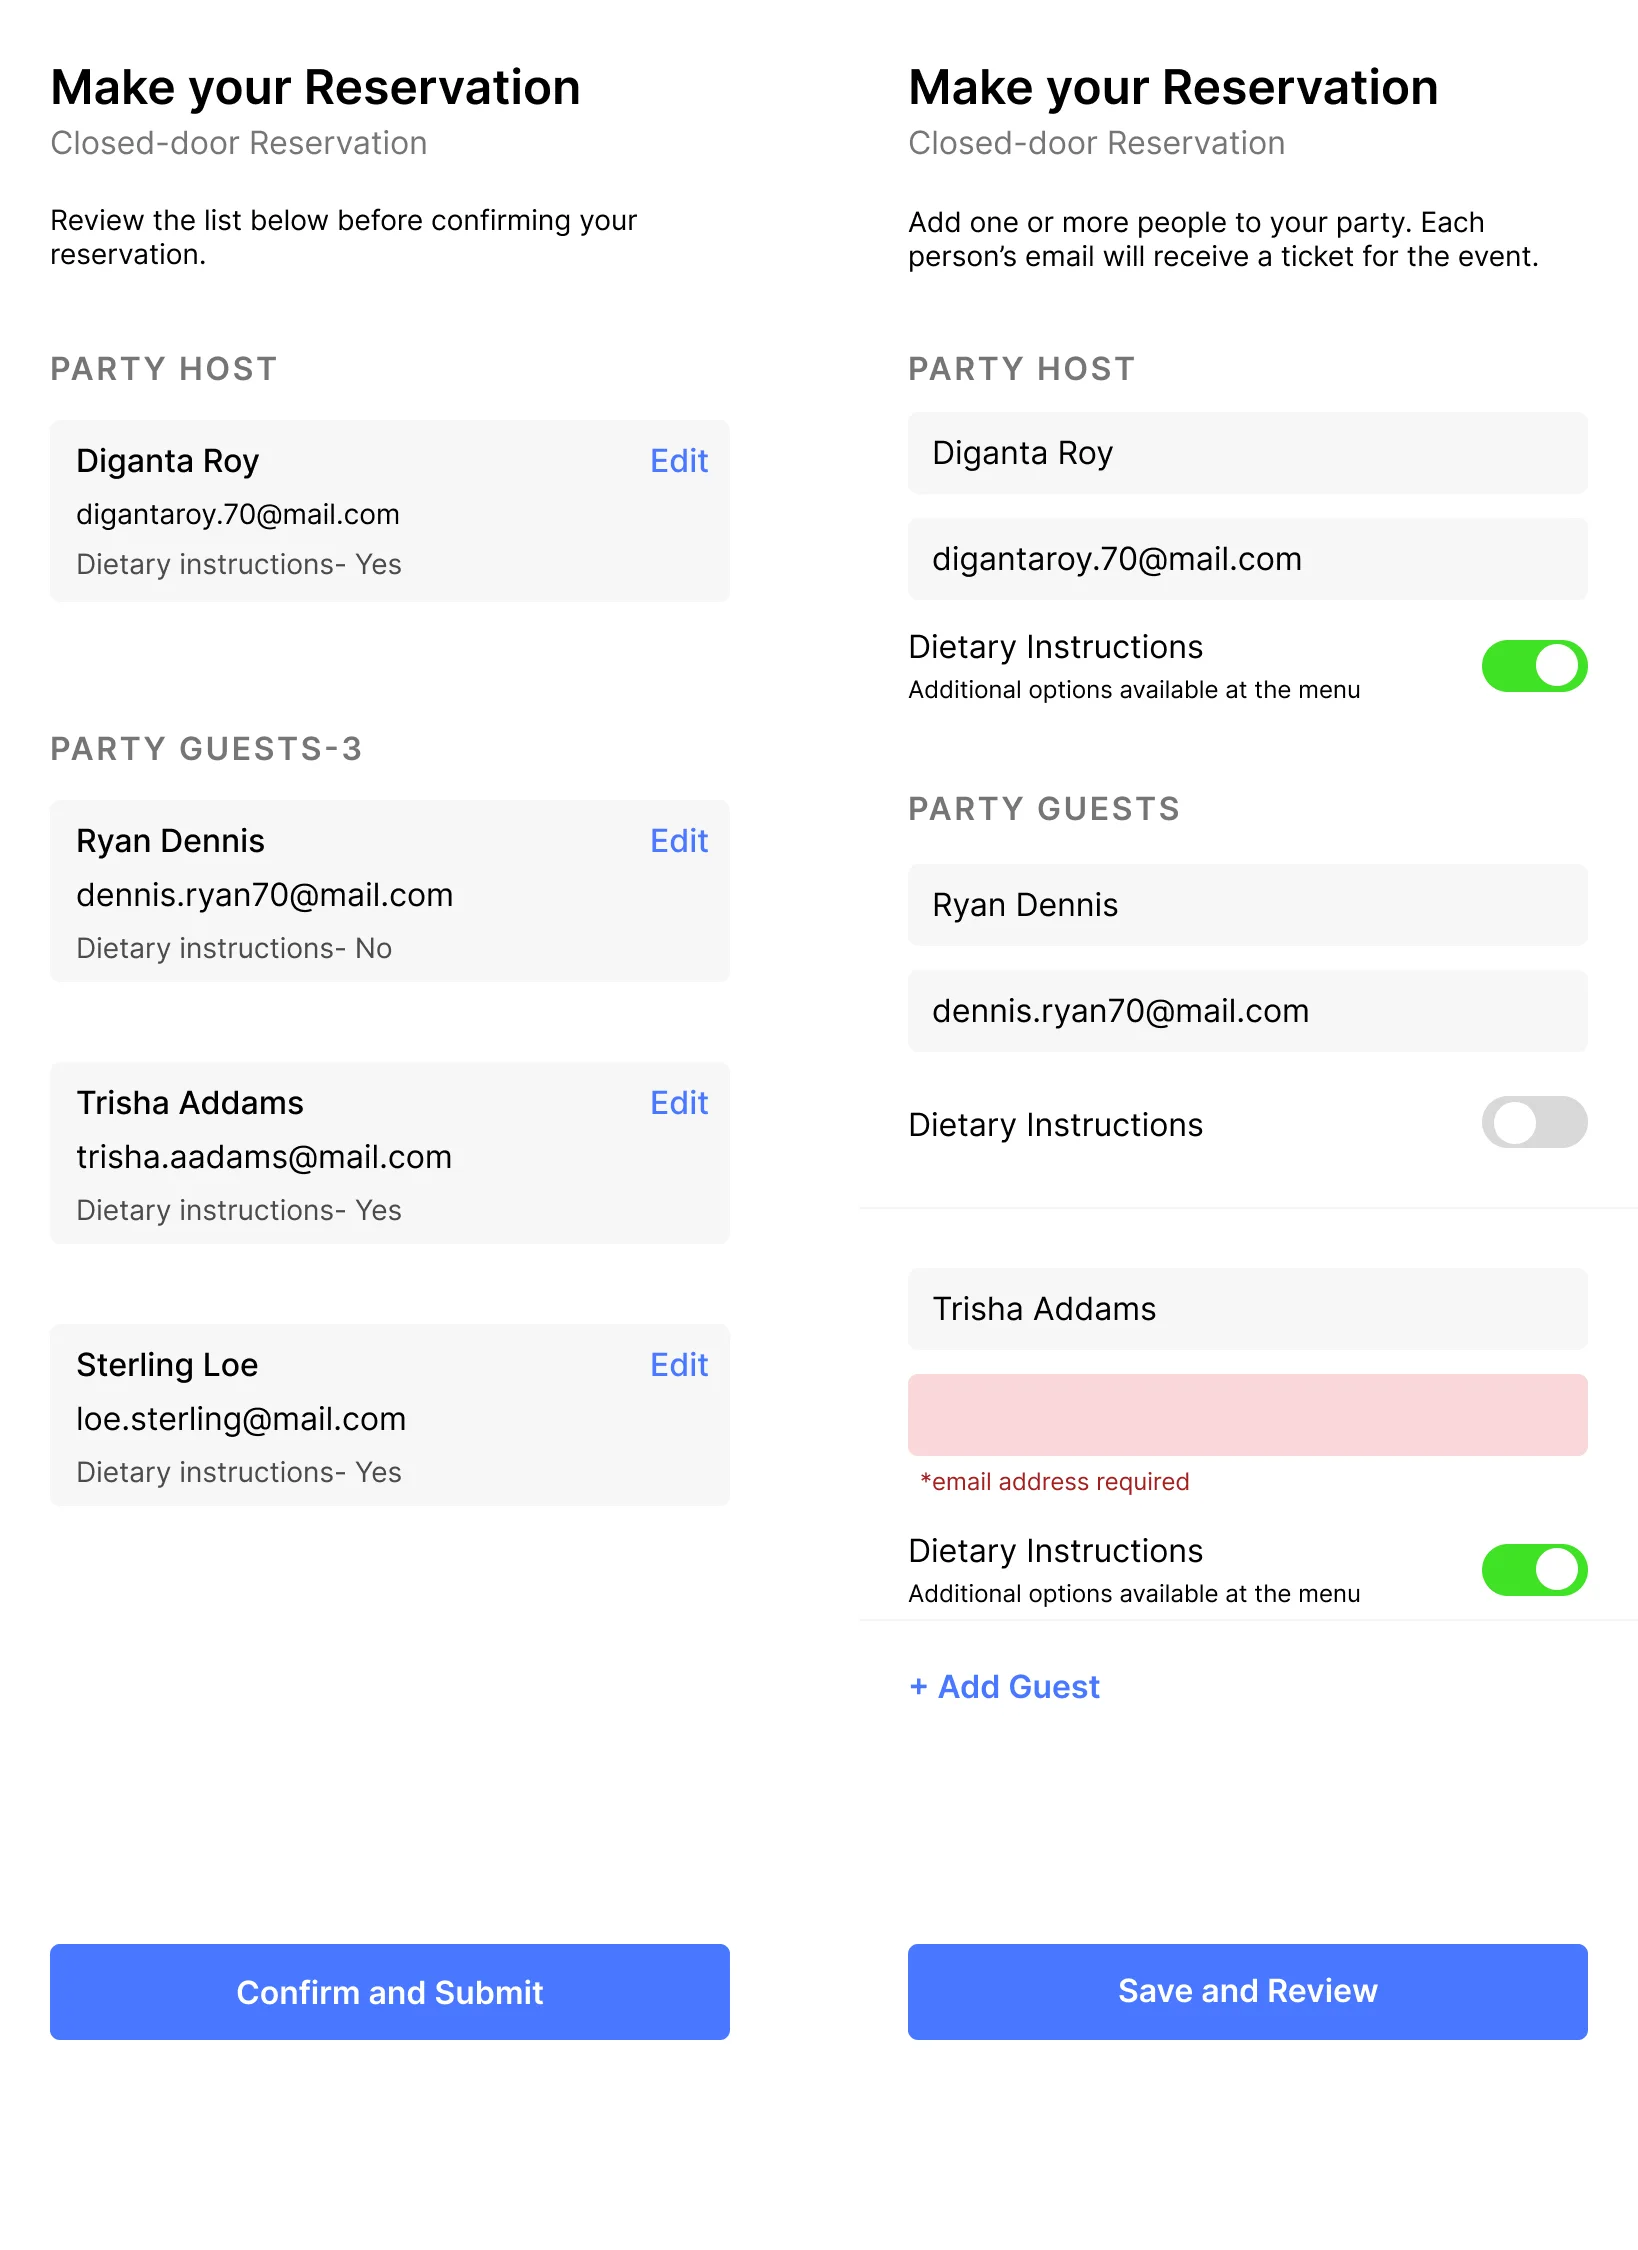 Make your Reservation
Closed-door Reservation
Review the list below before confirming your
reservation.
PARTY HOST
Diganta Roy
Edit
digantaroy.70@mail.com
Dietary instructions- Yes
PARTY GUESTS-3
Ryan Dennis
Edit
dennis.ryan70@mail.com
Dietary instructions- No
Trisha Addams
Edit
trisha.aadams@mail.com
Dietary instructions- Yes
Sterling Loe
Edit
loe.sterling@mail.com
Dietary instructions- Yes
Confirm and Submit
Make your Reservation
Closed-door Reservation
Add one or more people to your party. Each
person’s email will receive a ticket for the event.
PARTY HOST
Diganta Roy
digantaroy.70@mail.com
Dietary Instructions
Additional options available at the menu
PARTY GUESTS
Ryan Dennis
dennis.ryan70@mail.com
Dietary Instructions
Trisha Addams
*email address required
Dietary Instructions
Additional options available at the menu
+ Add Guest
Save and Review